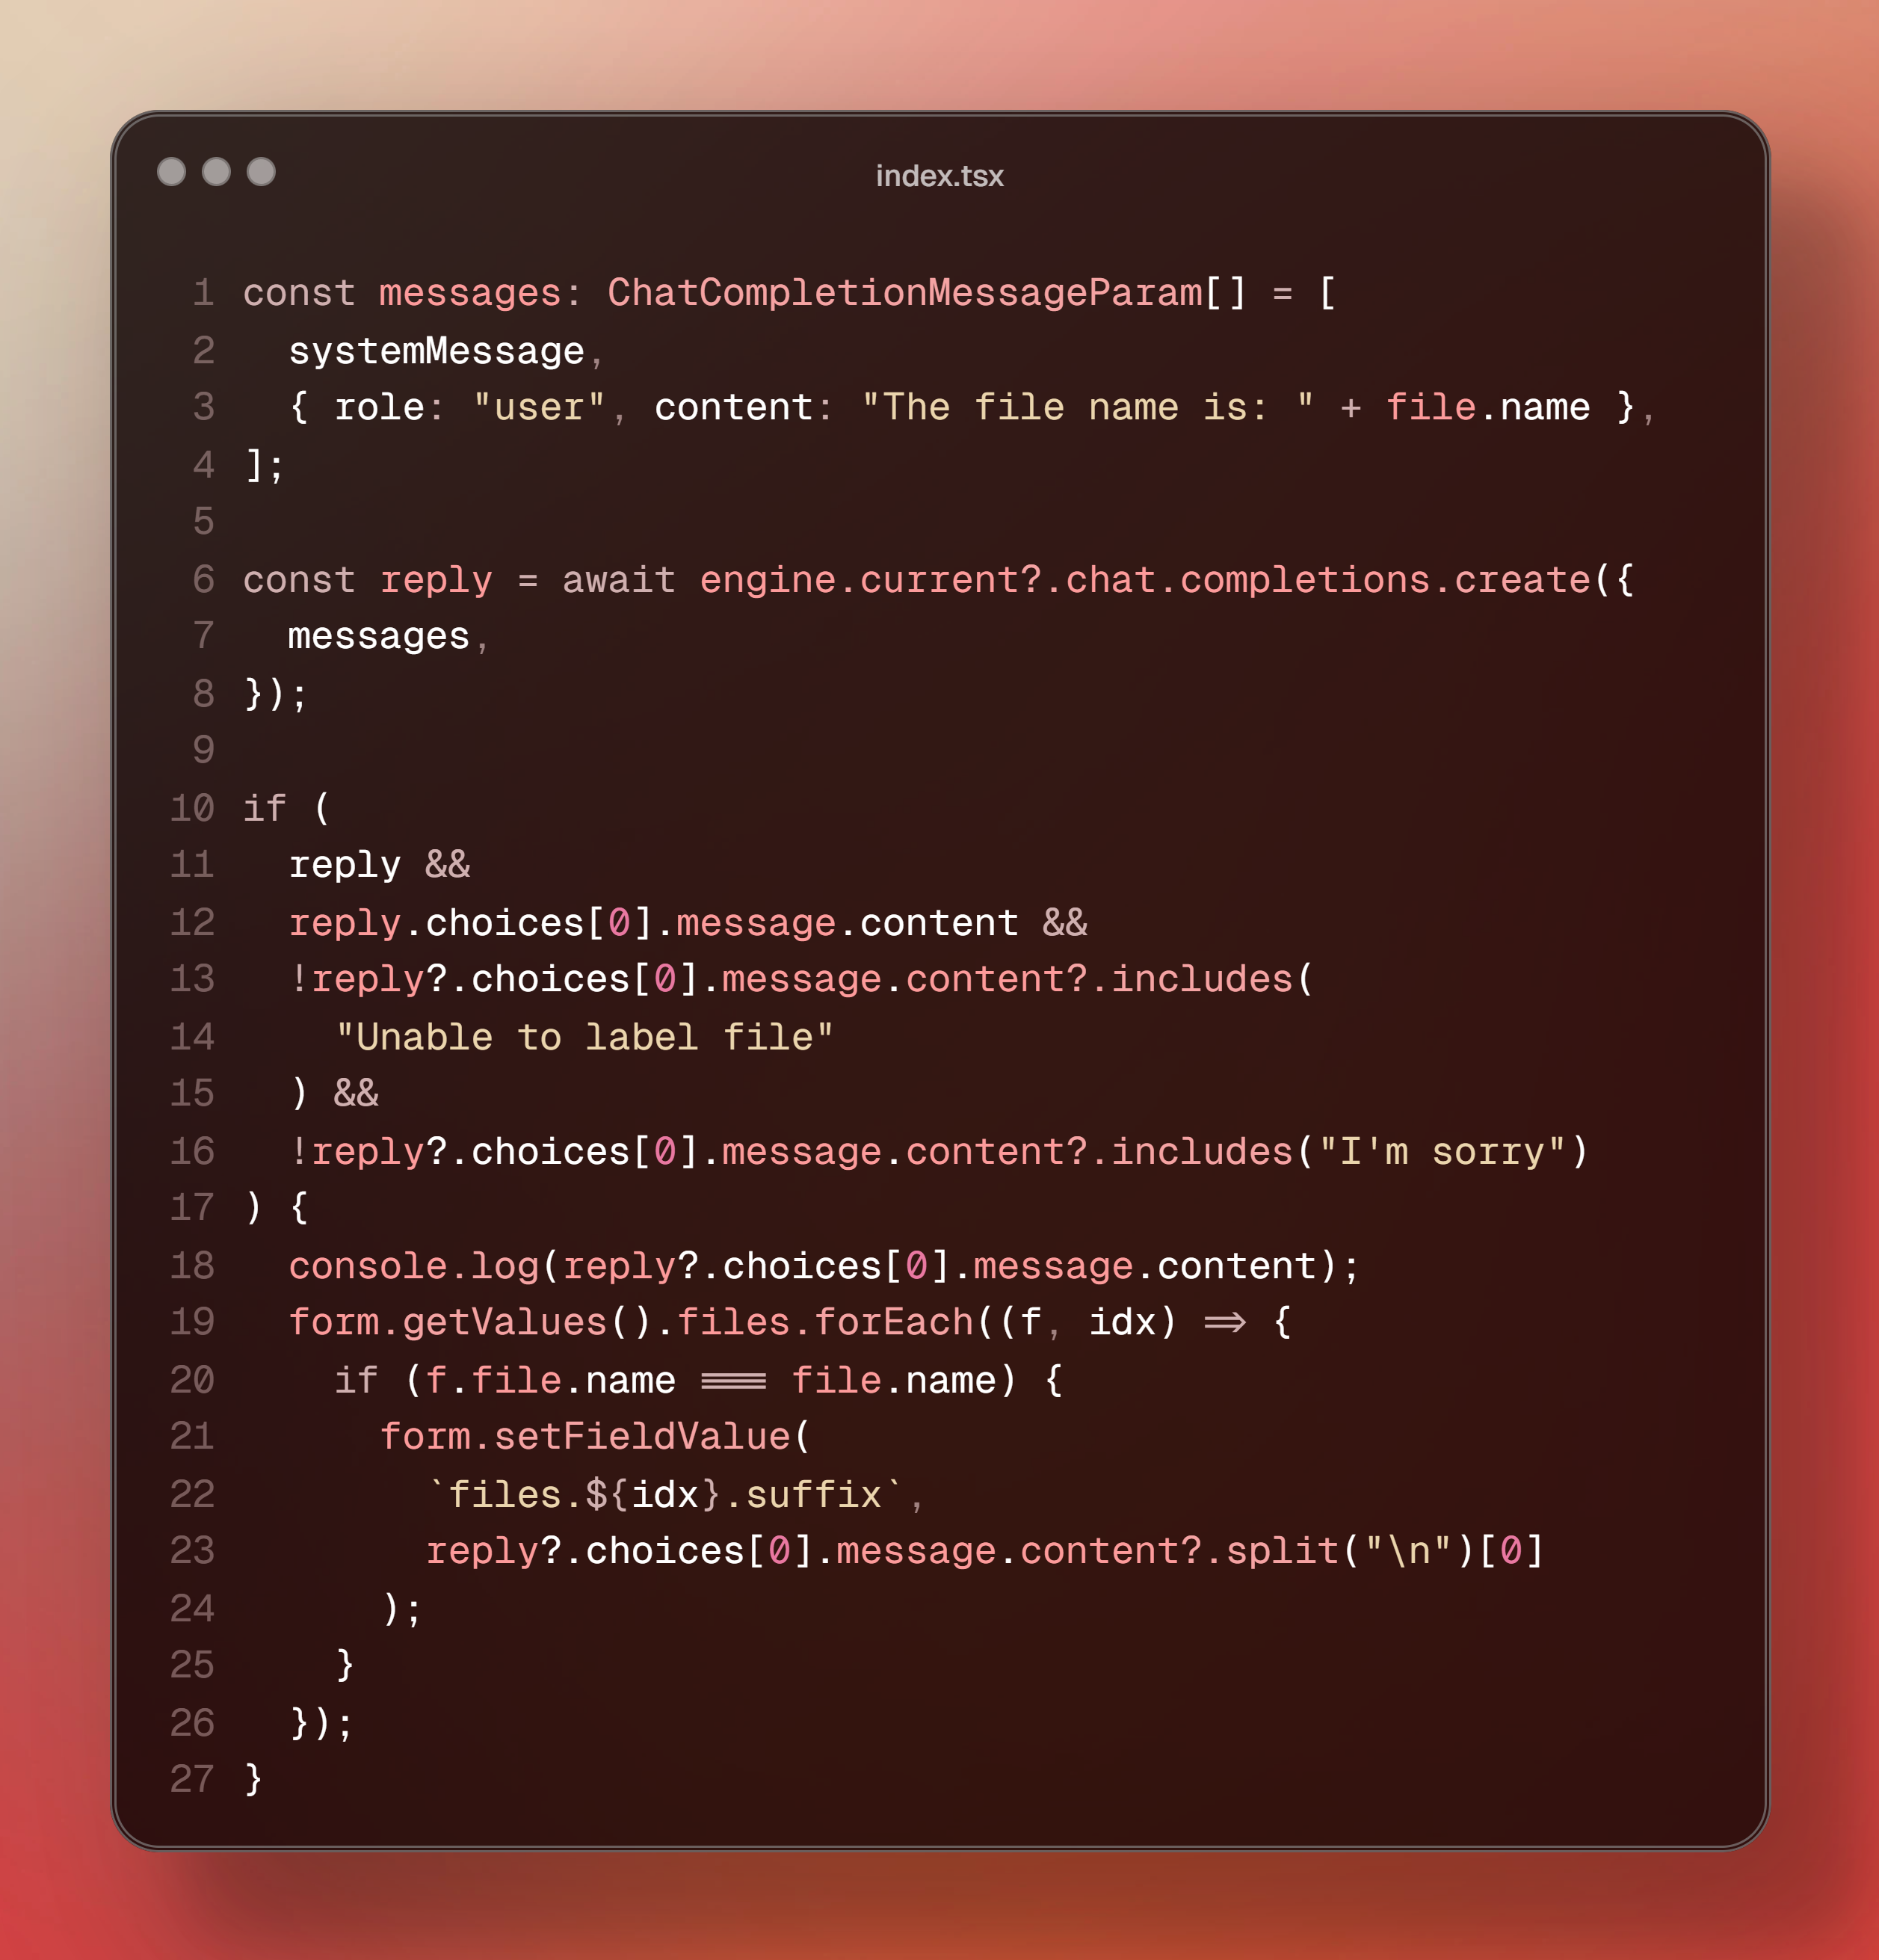 index.tsx
1 const messages: ChatCompletionMessageParam[] = [
2   systemMessage,
3   { role: "user", content: "The file name is: " + file.name },
4 ];
5
6 const reply = await engine.current?.chat.completions.create({
7   messages,
8 });
9
10 if (
11   reply &&
12   reply.choices[0].message.content &&
13   !reply?.choices[0].message.content?.includes(
14     "Unable to label file"
15   ) &&
16   !reply?.choices[0].message.content?.includes("I'm sorry")
17 ) {
18   console.log(reply?.choices[0].message.content);
19   form.getValues().files.forEach((f, idx) => {
20     if (f.file.name === file.name) {
21       form.setFieldValue(
22         `files.${idx}.suffix`,
23         reply?.choices[0].message.content?.split("\n")[0]
24       );
25     }
26   });
27 }